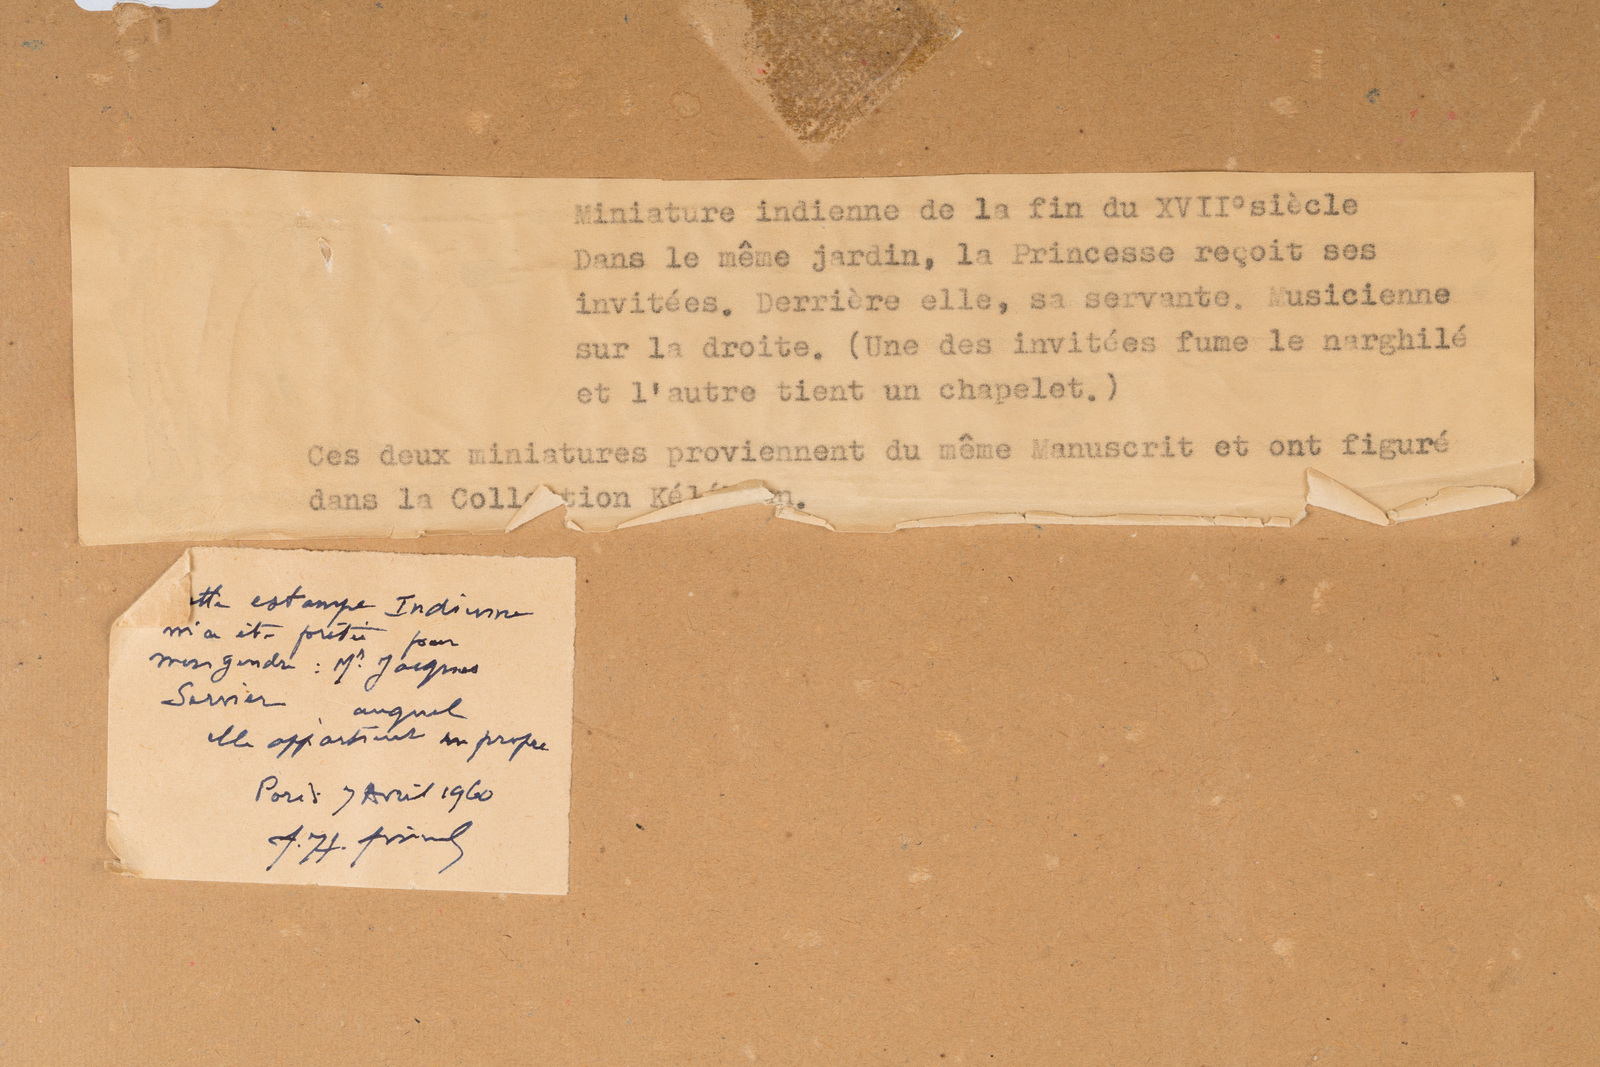 Miniature indienne de la fin du XVII° siècle
Dans le même jardin, la Princesse reçoit ses
invitées. Derrière elle, sa servante. Musicienne
sur la droite. (Une des invitées fume le narghilé
et l'autre tient un chapelet.)
Ces deux miniatures proviennent du même Manuscrit et ont figuré
dans la Collection
estampe Indienne
m'a été prêtée par
mon gendre : Mr Jacques
Servier auquel
elle appartient en propre
Paris 7 Avril 1960
J. H.